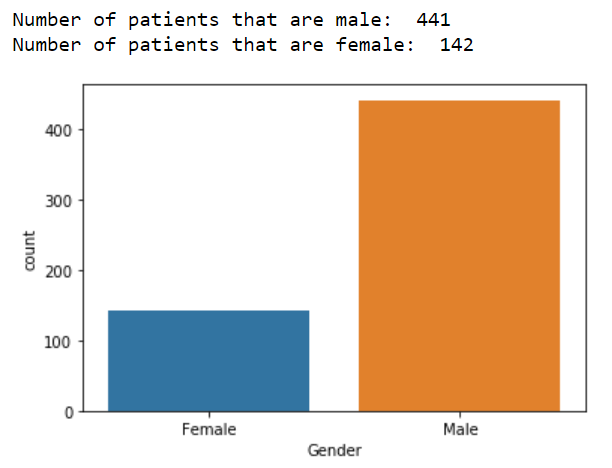 Number of patients that are male:  441
Number of patients that are female:  142
400
300
200
100
0
count
Female Male
Gender